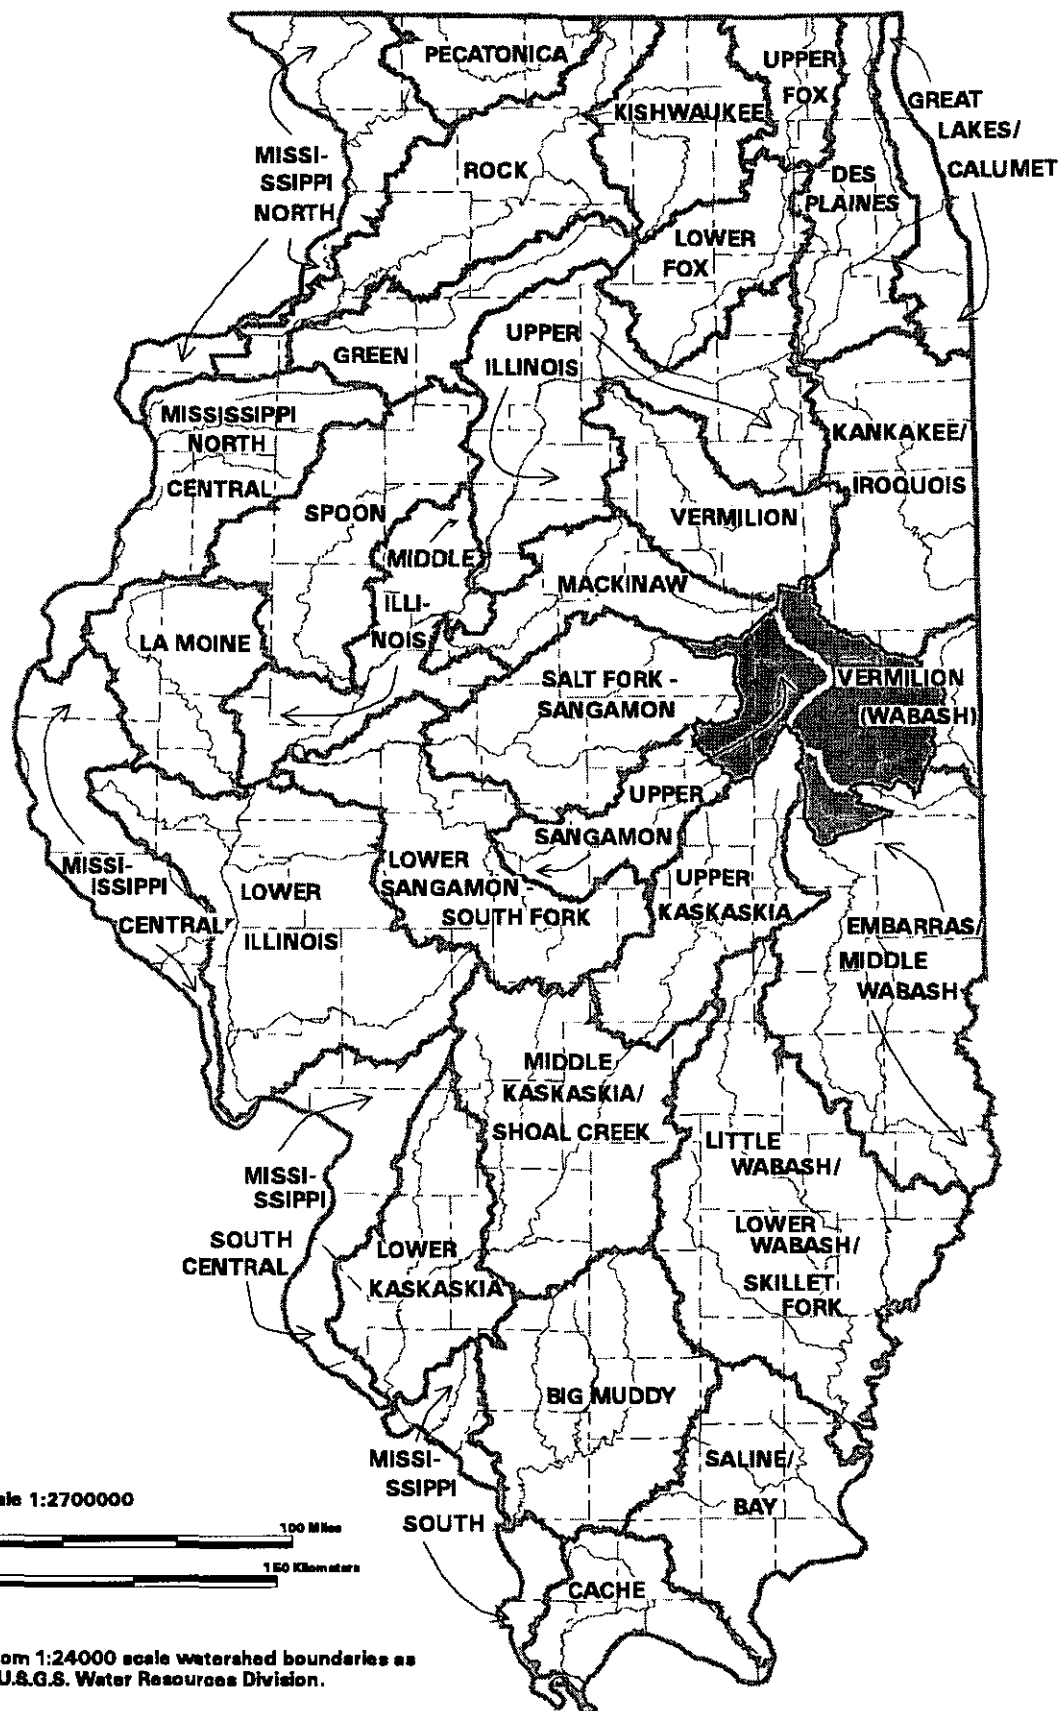 PECATONICA
UPPER
FOX
KISHWAUKEE
GREAT
LAKES/
CALUMET
MISSI-
SSIPPI
NORTH
ROCK
DES
PLAINES
LOWER
FOX
UPPER
ILLINOIS
GREEN
MISSISSIPPI
NORTH
CENTRAL
KANKAKEE/
IROQUOIS
SPOON
VERMILION
MIDDLE
ILLI-
NOIS
MACKINAW
LA MOINE
SALT FORK -
SANGAMON
VERMILION
(WABASH)
UPPER
SANGAMON
MISSI-
ISSIPPI
CENTRAL
LOWER
ILLINOIS
LOWER
SANGAMON -
SOUTH FORK
UPPER
KASKASKIA
EMBARRAS/
MIDDLE
WABASH
MIDDLE
KASKASKIA/
SHOAL CREEK
LITTLE
WABASH/
LOWER
WABASH/
SKILLET
FORK
MISSI-
SSIPPI
SOUTH
CENTRAL
LOWER
KASKASKIA
BIG MUDDY
SALINE/
BAY
MISSI-
SSIPPI
SOUTH
CACHE
ale 1:2700000
100 Miles
150 Kilometers
om 1:24000 scale watershed boundaries as
U.S.G.S. Water Resources Division.